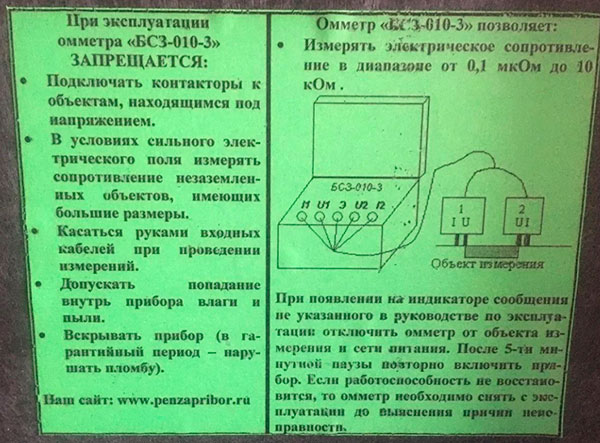 При эксплуатации
омметра «БСЗ-010-3»
ЗАПРЕЩАЕТСЯ:
• Подключать контакторы к
объектам, находящимся под
напряжением.
• В условиях сильного элек-
трического поля измерять
сопротивление незаземлен-
ных объектов, имеющих
большие размеры.
• Касаться руками входных
кабелей при проведении
измерений.
• Допускать попадание
внутрь прибора влаги и
пыли.
• Вскрывать прибор (в га-
рантийный период – нару-
шать пломбу).
Наш сайт: www.penzapribor.ru
Омметр «БСЗ-010-3» позволяет:
• Измерять электрическое сопротивле-
ние в диапазоне от 0,1 мкОм до 10
кОм .
БСЗ-010-3
I1 U1 Э U2 I2
1 2
I U U I
Объект измерения
При появлении на индикаторе сообщения
не указанного в руководстве по эксплуа-
тации отключить омметр от объекта из-
мерения и сети питания. После 5-ти ми-
нутной паузы повторно включить при-
бор. Если работоспособность не восстано-
вится, то омметр необходимо снять с экс-
плуатации до выяснения причин неис-
правности.